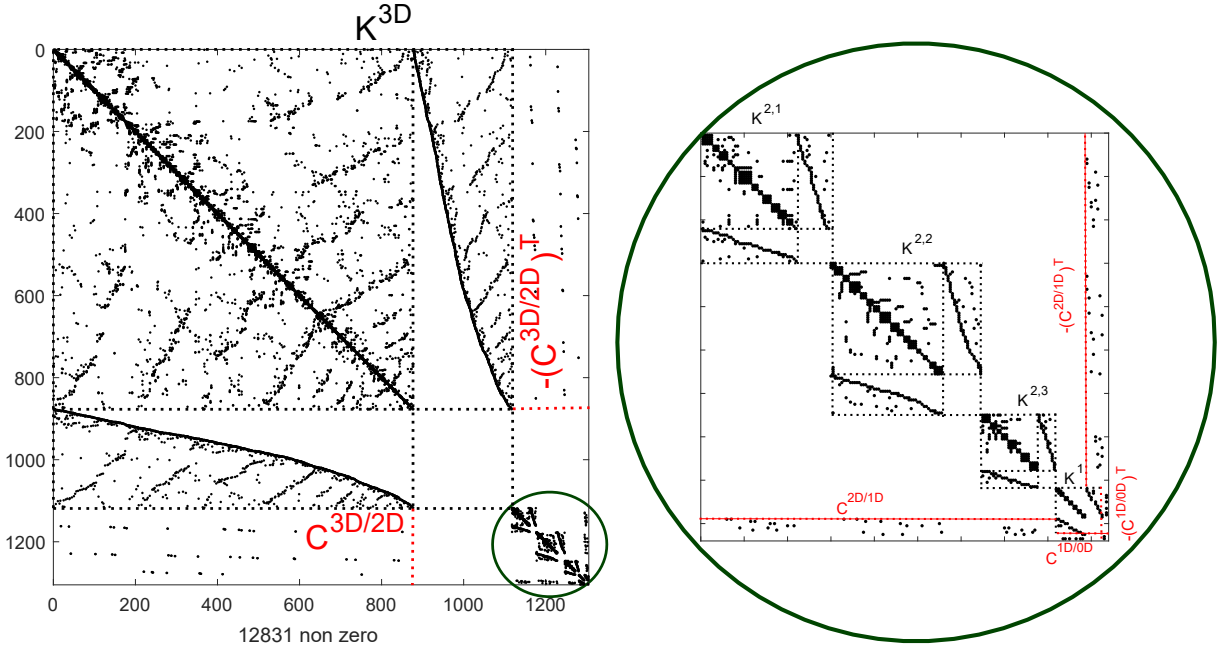 K^3D
0
200
400
600
800
1000
1200
0 200 400 600 800 1000 1200
12831 non zero
-(C^3D/2D)^T
C^3D/2D
K^2,1
K^2,2
K^2,3
K^1
-(C^2D/1D)^T
C^2D/1D
-(C^1D/0D)^T
C^1D/0D